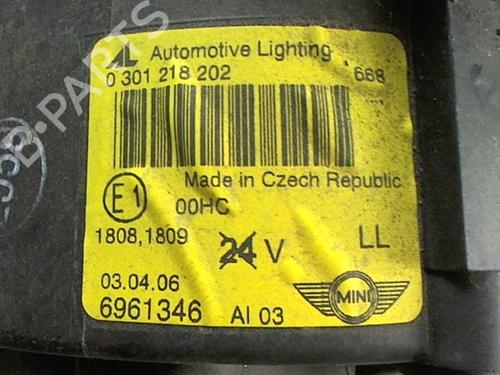 AL Automotive Lighting
0 301 218 202 668
Made in Czech Republic
E1 00HC
1808,1809 24 V LL
03.04.06
6961346 AI 03
MINI
B-PARTS